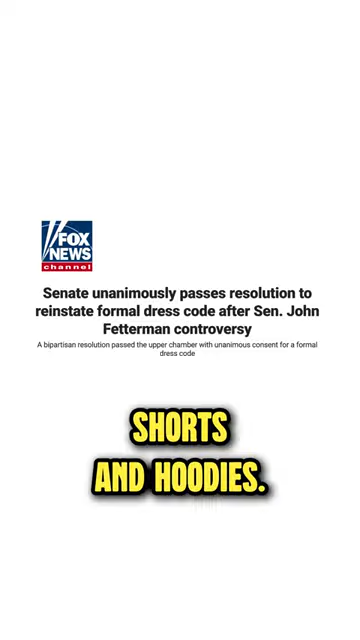 FOX
NEWS
channel
Senate unanimously passes resolution to
reinstate formal dress code after Sen. John
Fetterman controversy
A bipartisan resolution passed the upper chamber with unanimous consent for a formal
dress code
SHORTS
AND HOODIES.